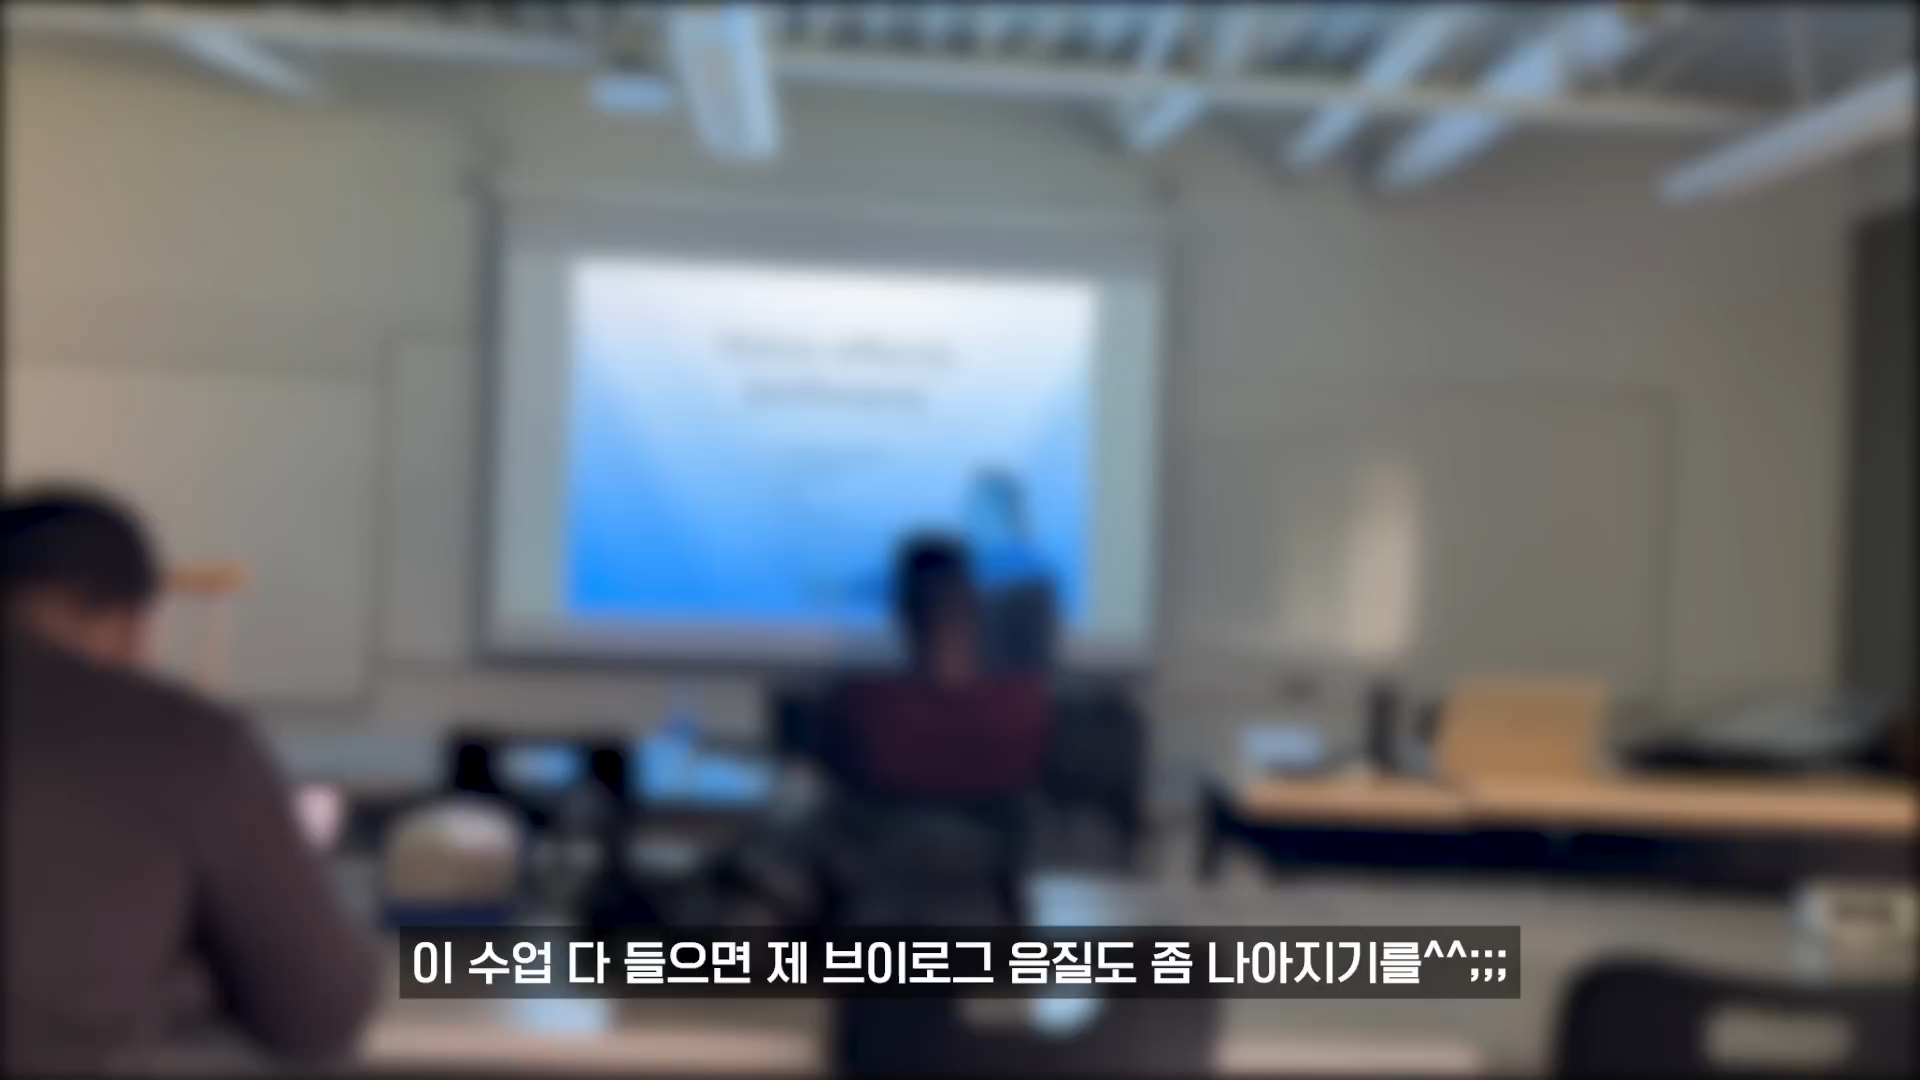 이 수업 다 들으면 제 브이로그 음질도 좀 나아지기를^^;;;